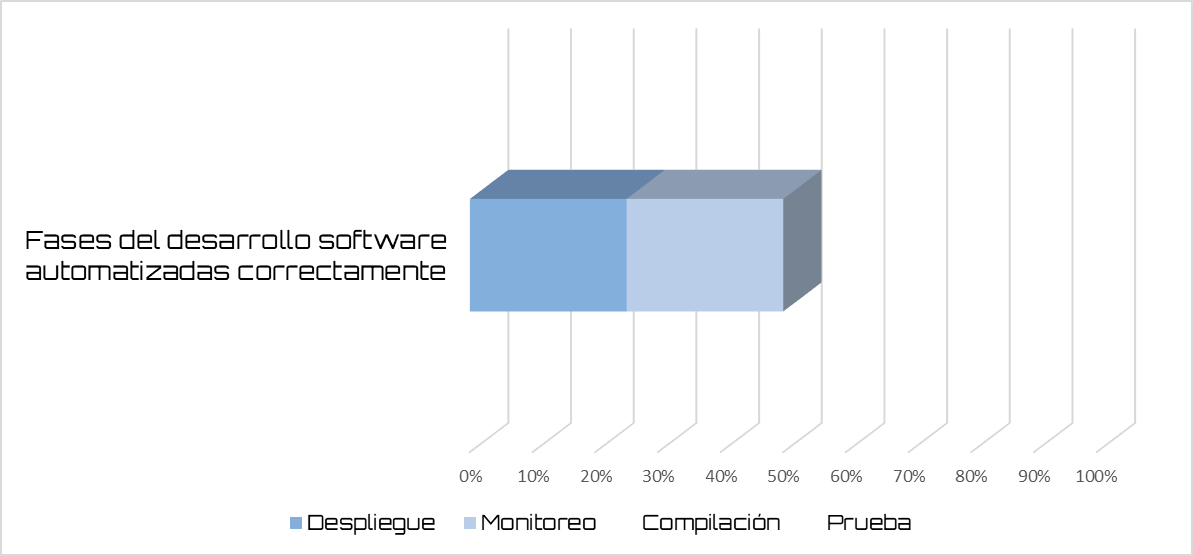 Fases del desarrollo software
automatizadas correctamente
0% 10% 20% 30% 40% 50% 60% 70% 80% 90% 100%
Despliegue Monitoreo Compilación Prueba